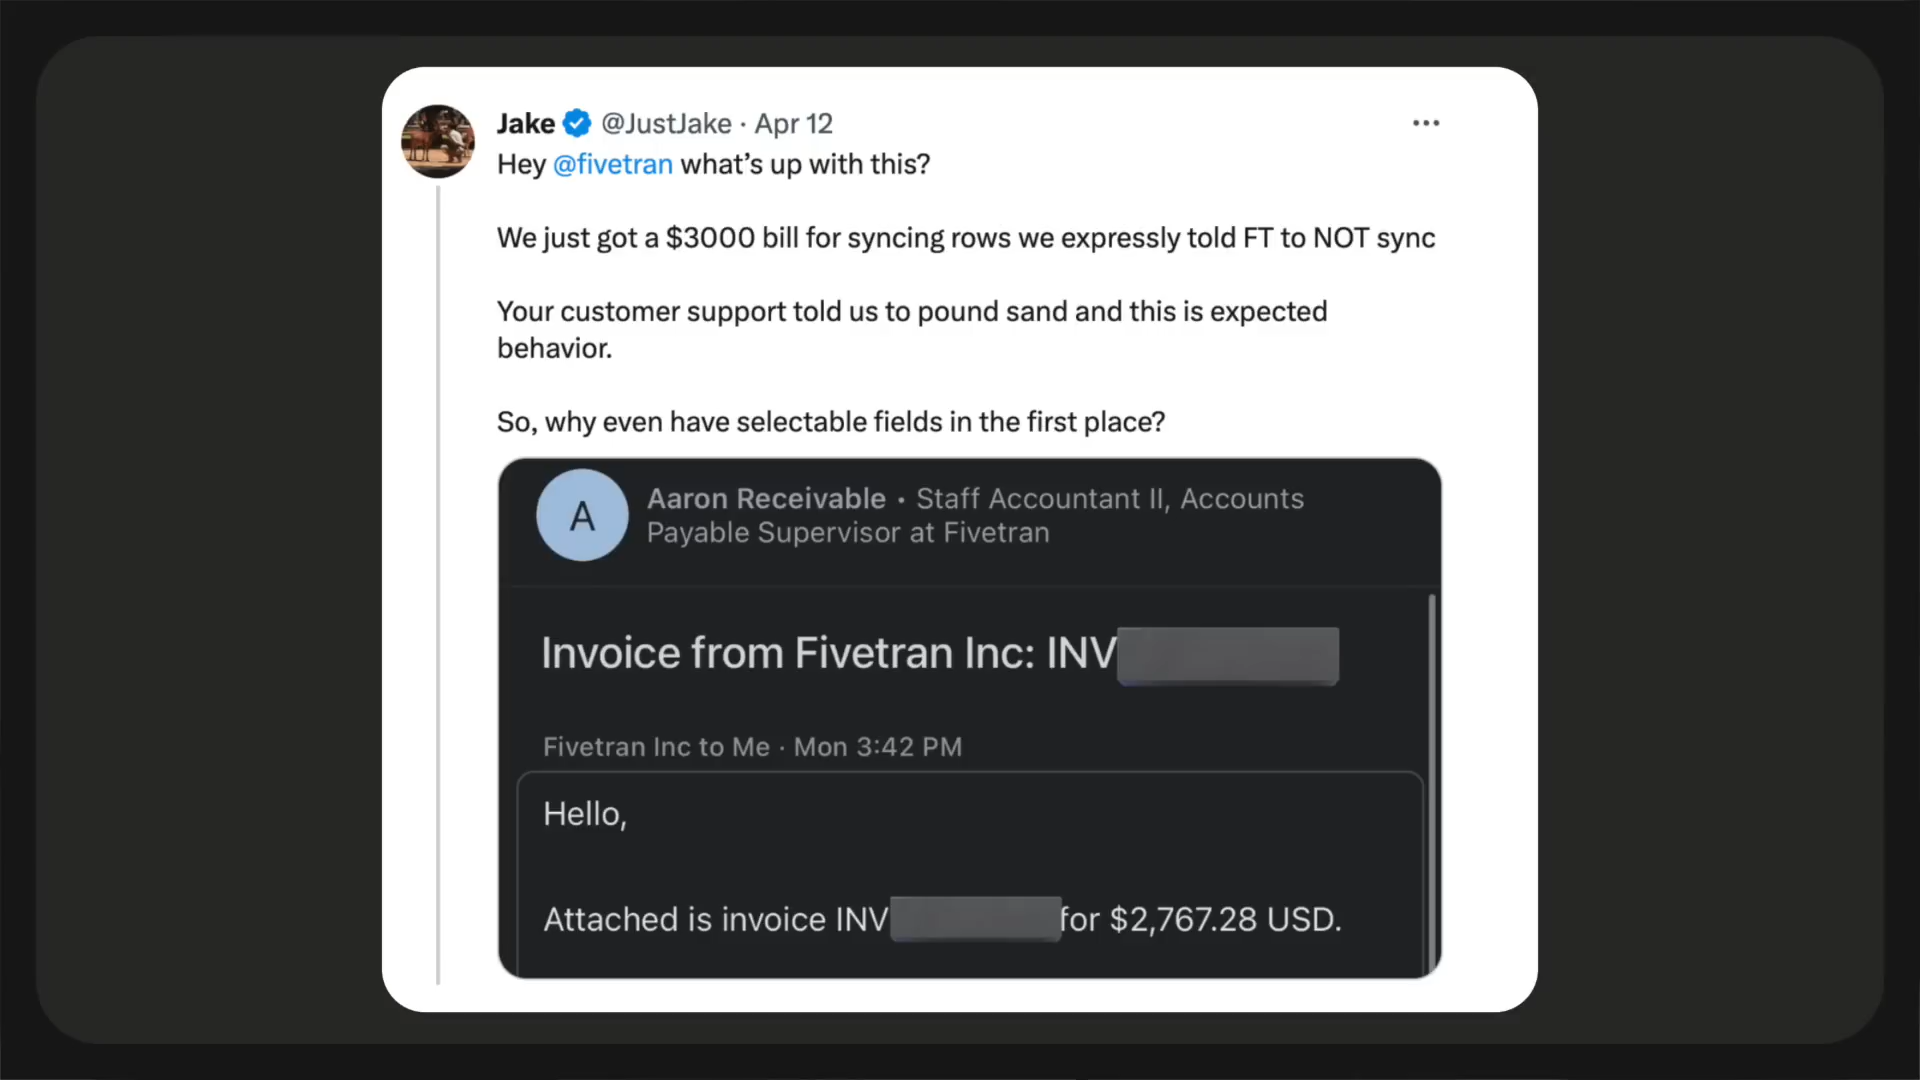 Jake @JustJake · Apr 12
Hey @fivetran what’s up with this?
We just got a $3000 bill for syncing rows we expressly told FT to NOT sync
Your customer support told us to pound sand and this is expected
behavior.
So, why even have selectable fields in the first place?
A
Aaron Receivable • Staff Accountant II, Accounts
Payable Supervisor at Fivetran
Invoice from Fivetran Inc: INV
Fivetran Inc to Me · Mon 3:42 PM
Hello,
Attached is invoice INV for $2,767.28 USD.